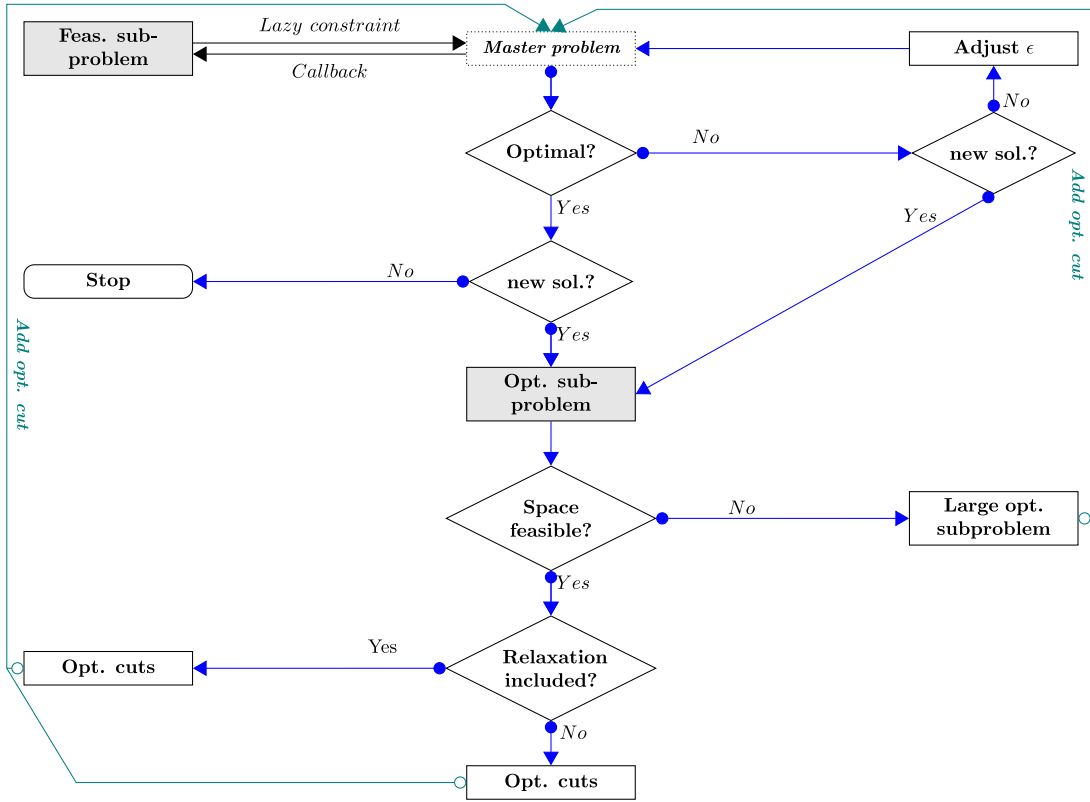 Feas. sub-
problem
Lazy constraint
Callback
Master problem
Adjust ϵ
No
Optimal?
No
new sol.?
Yes
Yes
Add opt. cut
Stop
No
new sol.?
Yes
Add opt. cut
Opt. sub-
problem
Space
feasible?
No
Large opt.
subproblem
Yes
Opt. cuts
Yes
Relaxation
included?
No
Opt. cuts